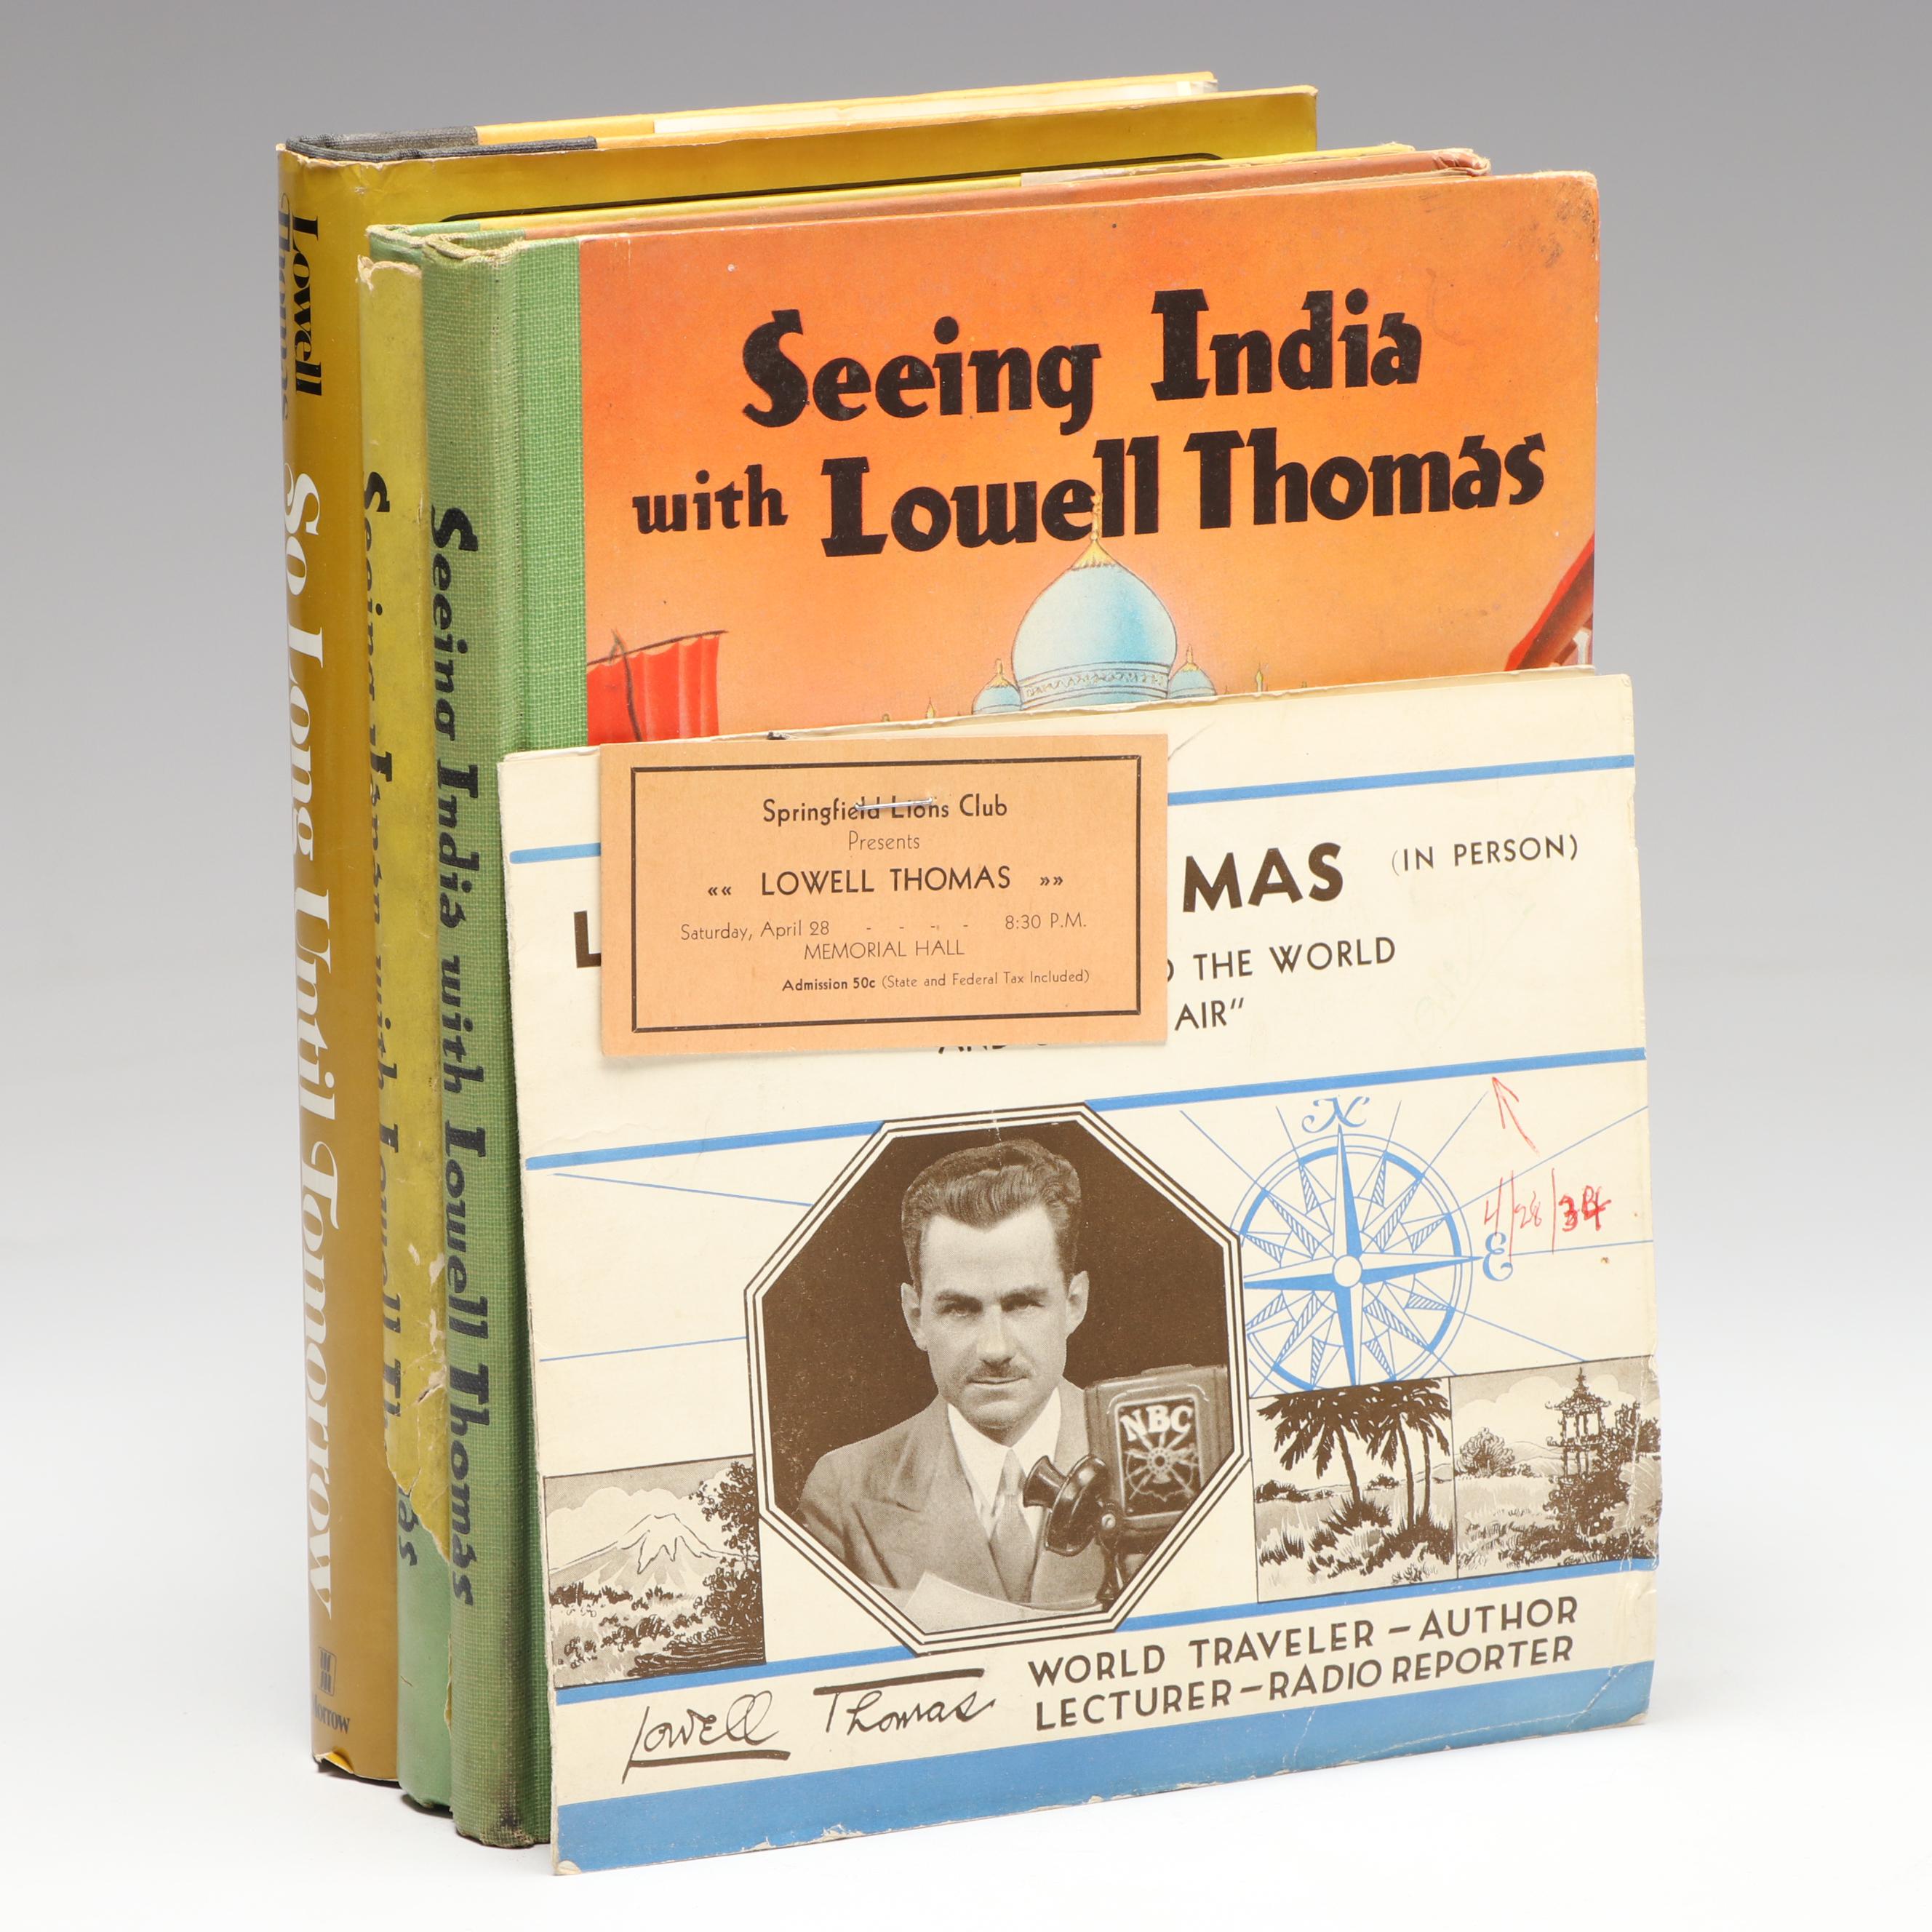 Lowell
Thomas
So Long Until Tomorrow
Morrow
Seeing Japan with Lowell Th
as
Seeing India with Lowell Thomas
Seeing India
with Lowell Thomas
Springfield Lions Club
Presents
«« LOWELL THOMAS »»
Saturday, April 28 - - - - 8:30 P.M.
MEMORIAL HALL
Admission 50c (State and Federal Tax Included)
L MAS (IN PERSON)
THE WORLD
AND AIR"
N
E
4/28/34
NBC
WORLD TRAVELER – AUTHOR
LECTURER – RADIO REPORTER
Lowell Thomas